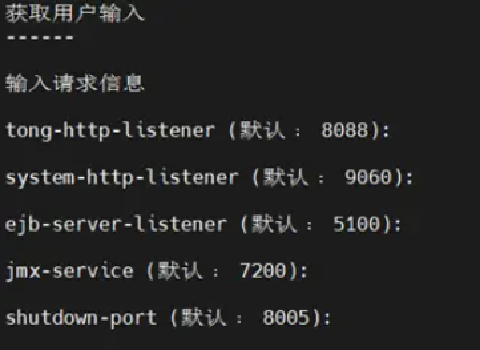 获取用户输入
------
输入请求信息
tong-http-listener (默认： 8088):
system-http-listener (默认： 9060):
ejb-server-listener (默认： 5100):
jmx-service (默认： 7200):
shutdown-port (默认： 8005):